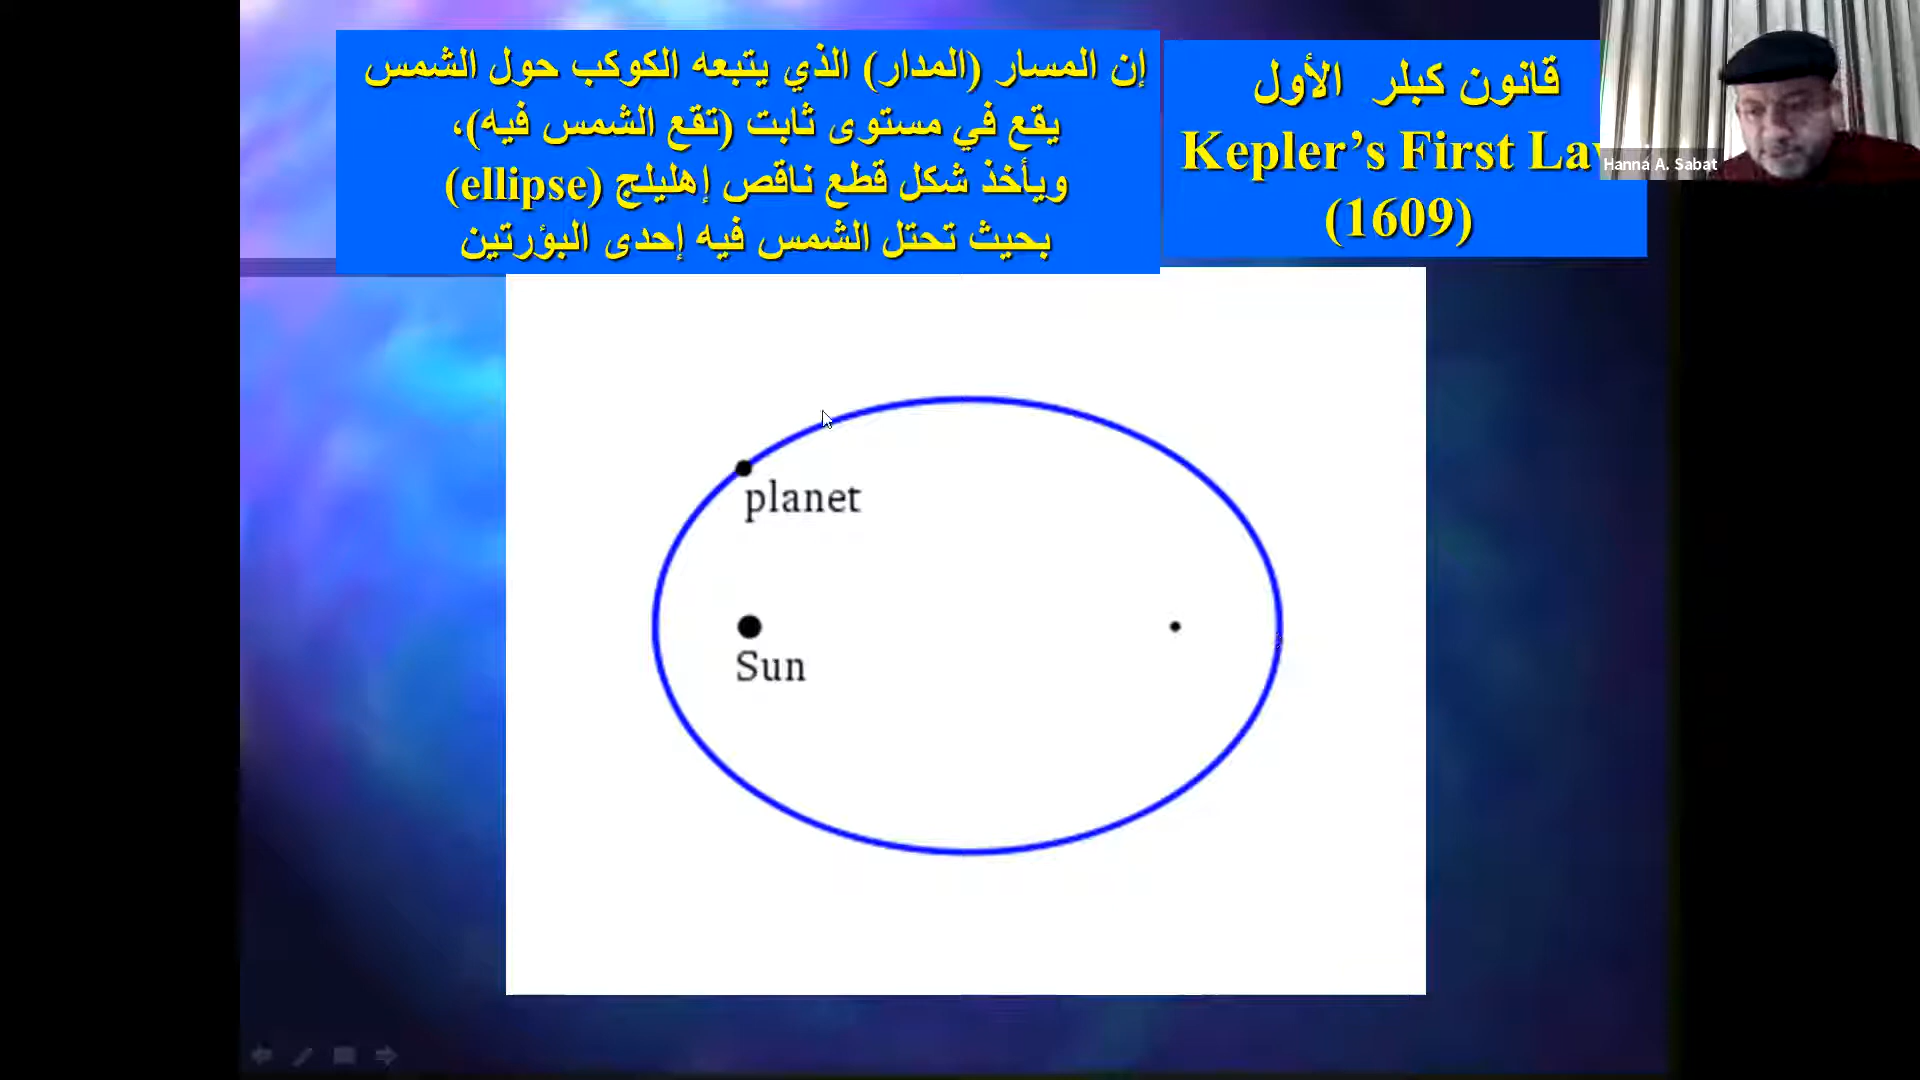 قانون كبلر الأول
Kepler's First La
(1609)
إن المسار (المدار) الذي يتبعه الكوكب حول الشمس
يقع في مستوى ثابت (تقع الشمس فيه)،
ويأخذ شكل قطع ناقص إهليلج (ellipse)
بحيث تحتل الشمس فيه إحدى البؤرتين
Hanna A. Sabat
planet
Sun